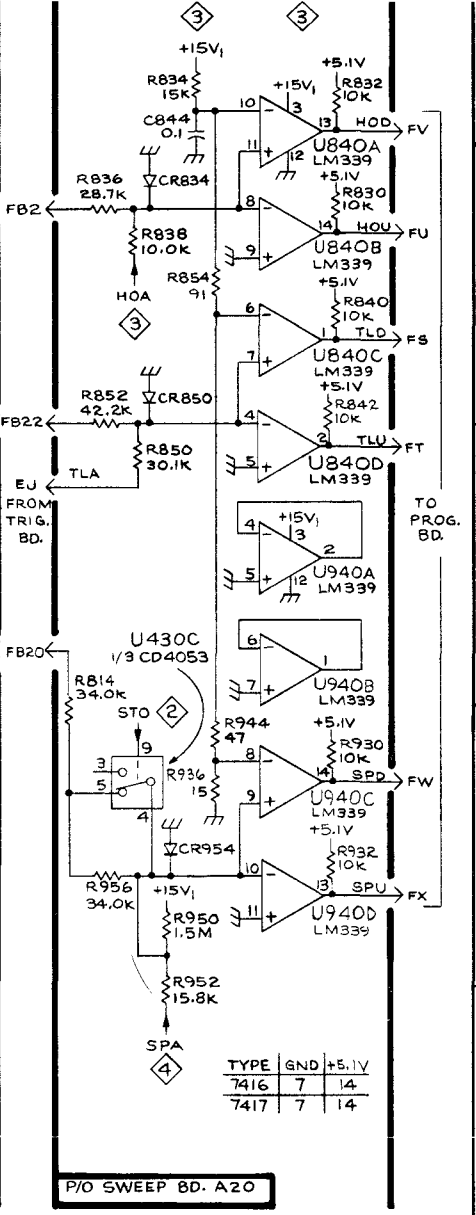 3
3
+15V1
R834
15K
C844
0.1
10
-
+15V1
3
13
11
+
12
U840A
LM339
+5.1V
R832
10K
HOD
FV
R836
28.7K
CR834
FB2
R838
10.0K
HOA
3
8
-
9
+
14
U840B
LM339
+5.1V
R830
10K
HOU
FU
R854
91
6
-
7
+
1
U840C
LM339
+5.1V
R840
10K
TLD
FS
R852
42.2K
CR850
FB22
R850
30.1K
4
-
5
+
2
U840D
LM339
+5.1V
R842
10K
TLU
FT
EJ
TLA
FROM
TRIG.
BD.
TO
PROG.
BD.
4
-
+15V1
3
2
5
+
12
U940A
LM339
6
-
1
7
+
U940B
LM339
FB20
U430C
1/3 CD4053
R814
34.0K
STO
2
9
3
5
4
R944
47
R936
15
8
-
9
+
14
U940C
LM339
+5.1V
R930
10K
SPD
FW
CR954
R956
34.0K
+15V1
R950
1.5M
10
-
11
+
13
U940D
LM339
+5.1V
R932
10K
SPU
FX
R952
15.8K
SPA
4
TYPE GND +5.1V
7416 7 14
7417 7 14
P/O SWEEP BD. A20